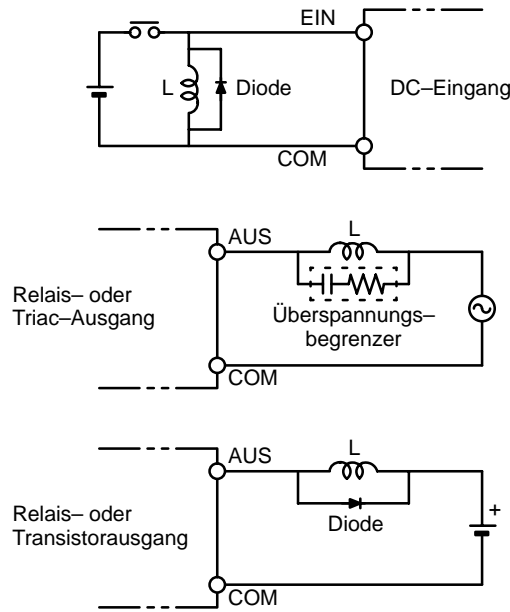 EIN
L
Diode
DC–Eingang
COM
AUS
L
Relais– oder
Triac–Ausgang
Überspannungs–
begrenzer
COM
AUS
L
Relais– oder
Transistorausgang
Diode
+
COM